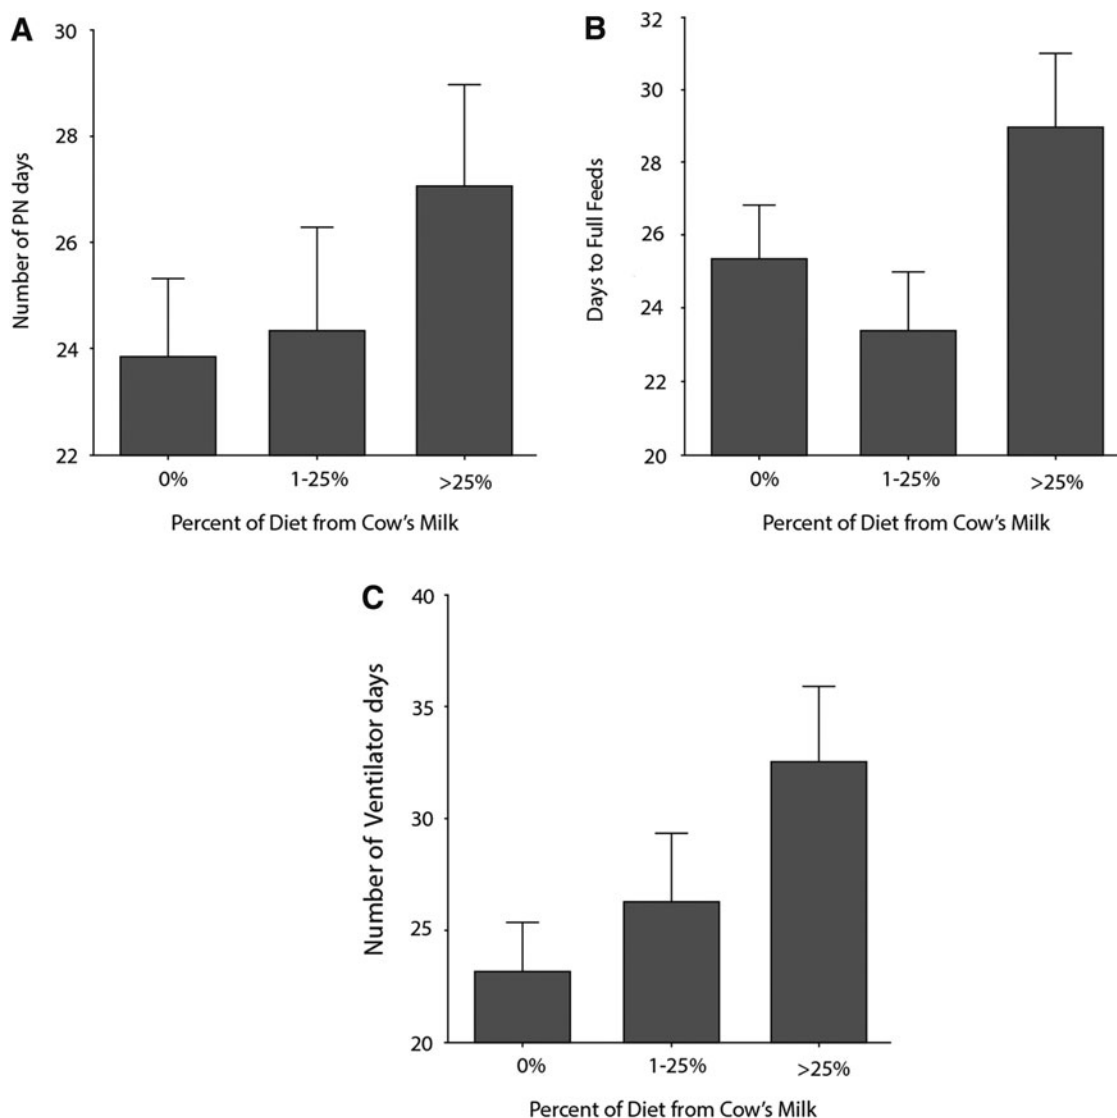 A
30
28
26
24
22
Number of PN days
0% 1-25% >25%
Percent of Diet from Cow's Milk
B
32
30
28
26
24
22
20
Days to Full Feeds
0% 1-25% >25%
Percent of Diet from Cow's Milk
C
40
35
30
25
20
Number of Ventilator days
0% 1-25% >25%
Percent of Diet from Cow's Milk